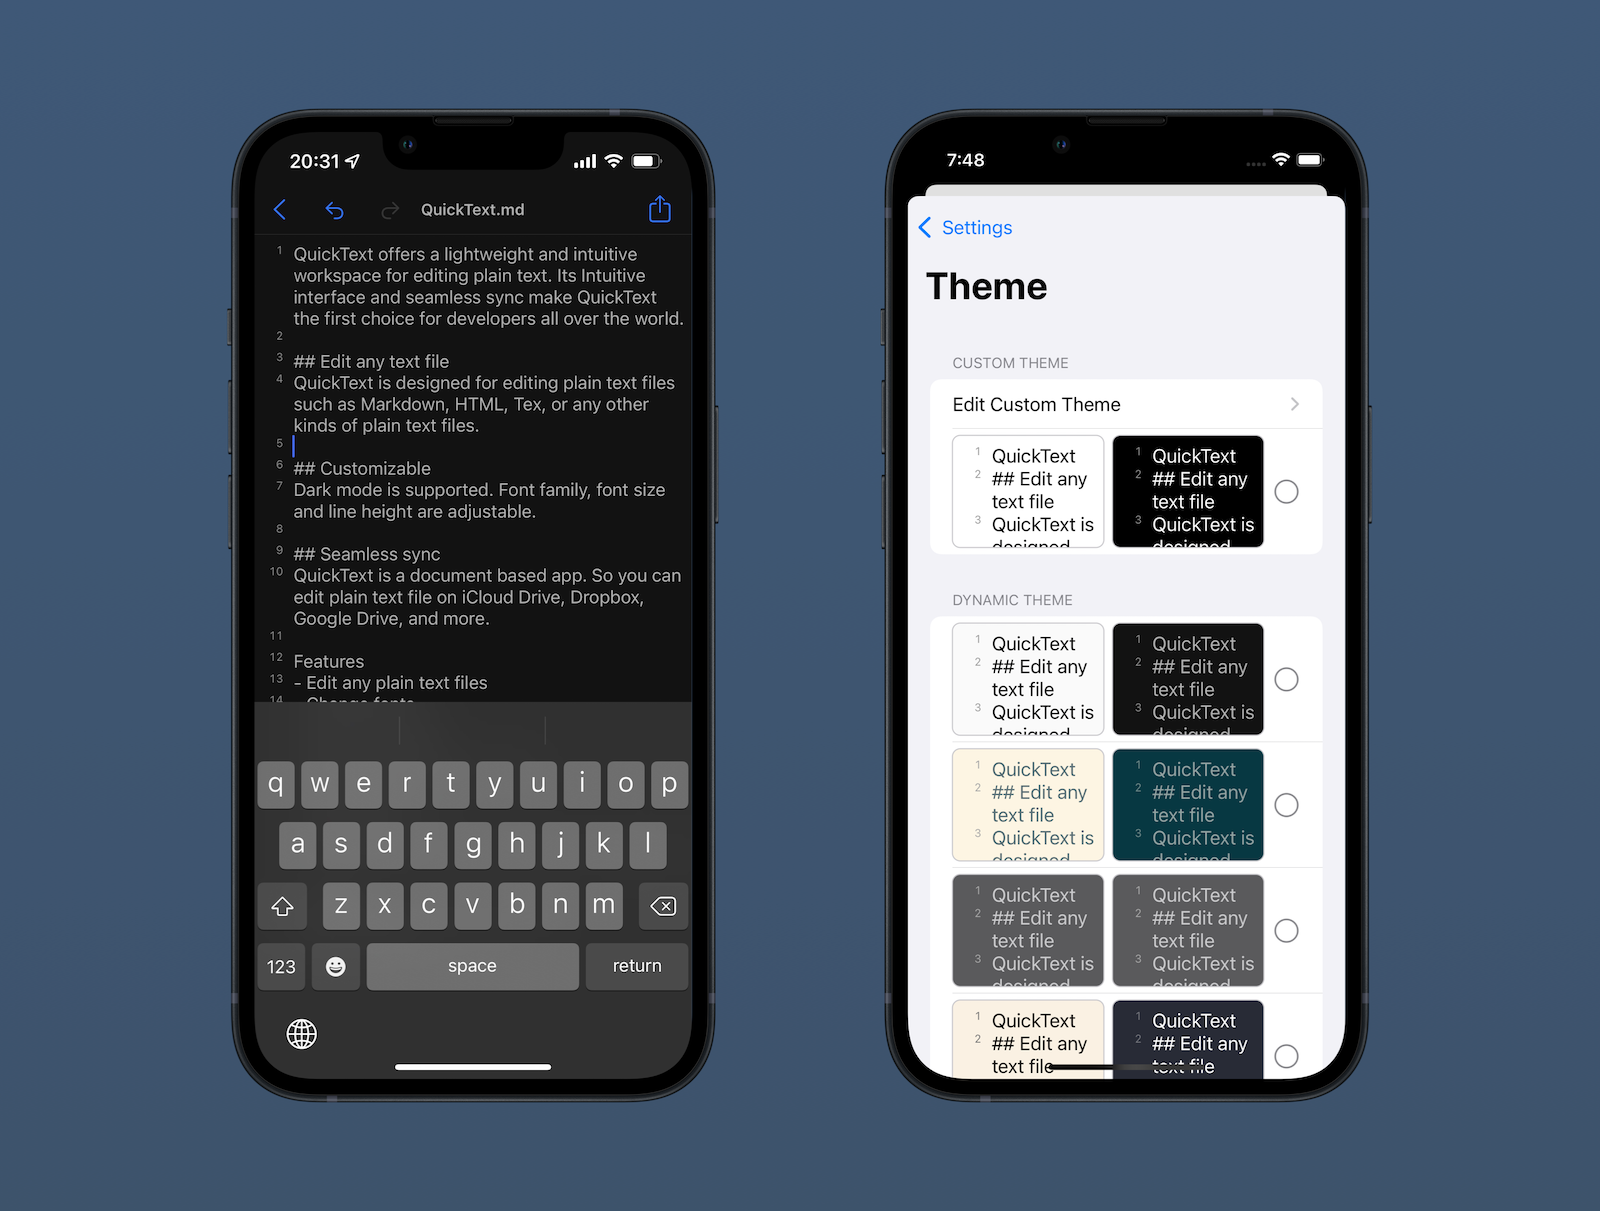 20:31
QuickText.md
1 QuickText offers a lightweight and intuitive
workspace for editing plain text. Its Intuitive
interface and seamless sync make QuickText
the first choice for developers all over the world.
2
3 ## Edit any text file
4 QuickText is designed for editing plain text files
such as Markdown, HTML, Tex, or any other
kinds of plain text files.
5
6 ## Customizable
7 Dark mode is supported. Font family, font size
and line height are adjustable.
8
9 ## Seamless sync
10 QuickText is a document based app. So you can
edit plain text file on iCloud Drive, Dropbox,
Google Drive, and more.
11
12 Features
13 - Edit any plain text files
14 - Change fonts
q w e r t y u i o p
a s d f g h j k l
z x c v b n m
123 space return
7:48
Settings
Theme
CUSTOM THEME
Edit Custom Theme
1 QuickText
2 ## Edit any
text file
3 QuickText is
designed
1 QuickText
2 ## Edit any
text file
3 QuickText is
designed
DYNAMIC THEME
1 QuickText
2 ## Edit any
text file
3 QuickText is
designed
1 QuickText
2 ## Edit any
text file
3 QuickText is
designed
1 QuickText
2 ## Edit any
text file
3 QuickText is
designed
1 QuickText
2 ## Edit any
text file
3 QuickText is
designed
1 QuickText
2 ## Edit any
text file
3 QuickText is
designed
1 QuickText
2 ## Edit any
text file
3 QuickText is
designed
1 QuickText
2 ## Edit any
text file
1 QuickText
2 ## Edit any
text file